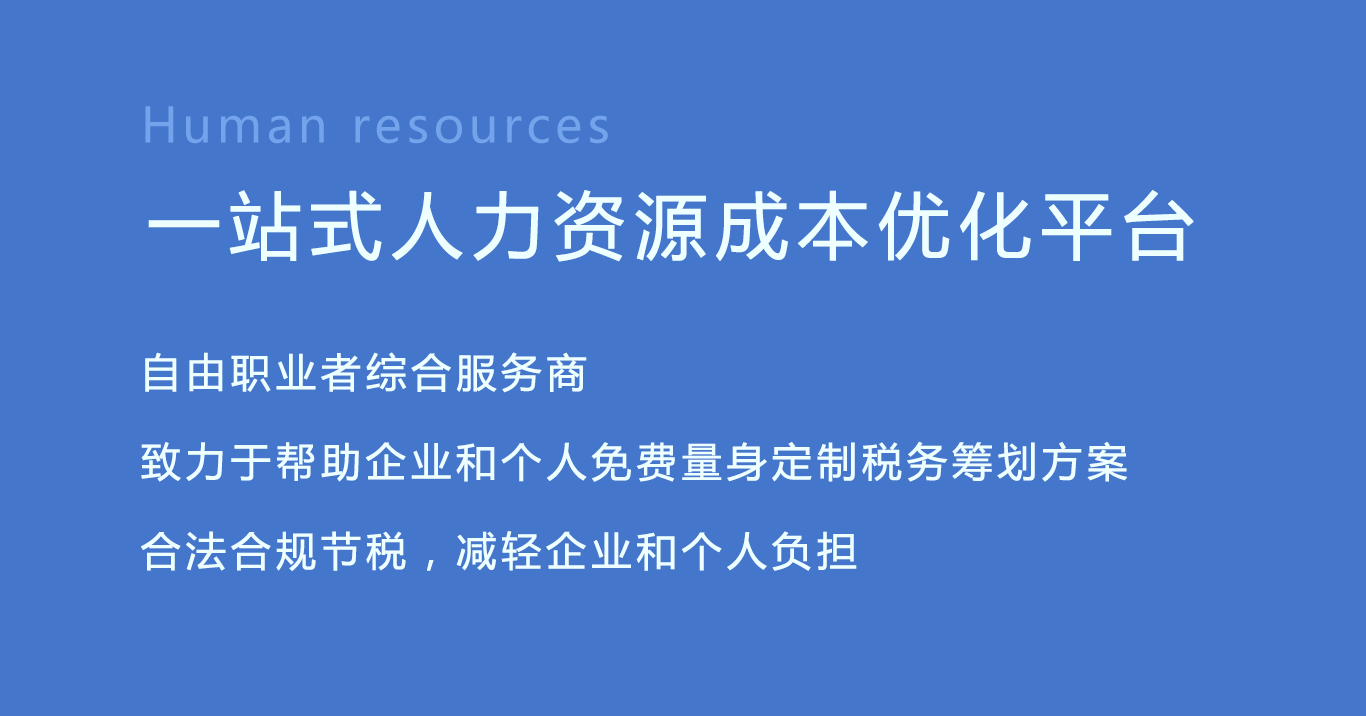 Human resources
一站式人力资源成本优化平台
自由职业者综合服务商
致力于帮助企业和个人免费量身定制税务筹划方案
合法合规节税，减轻企业和个人负担